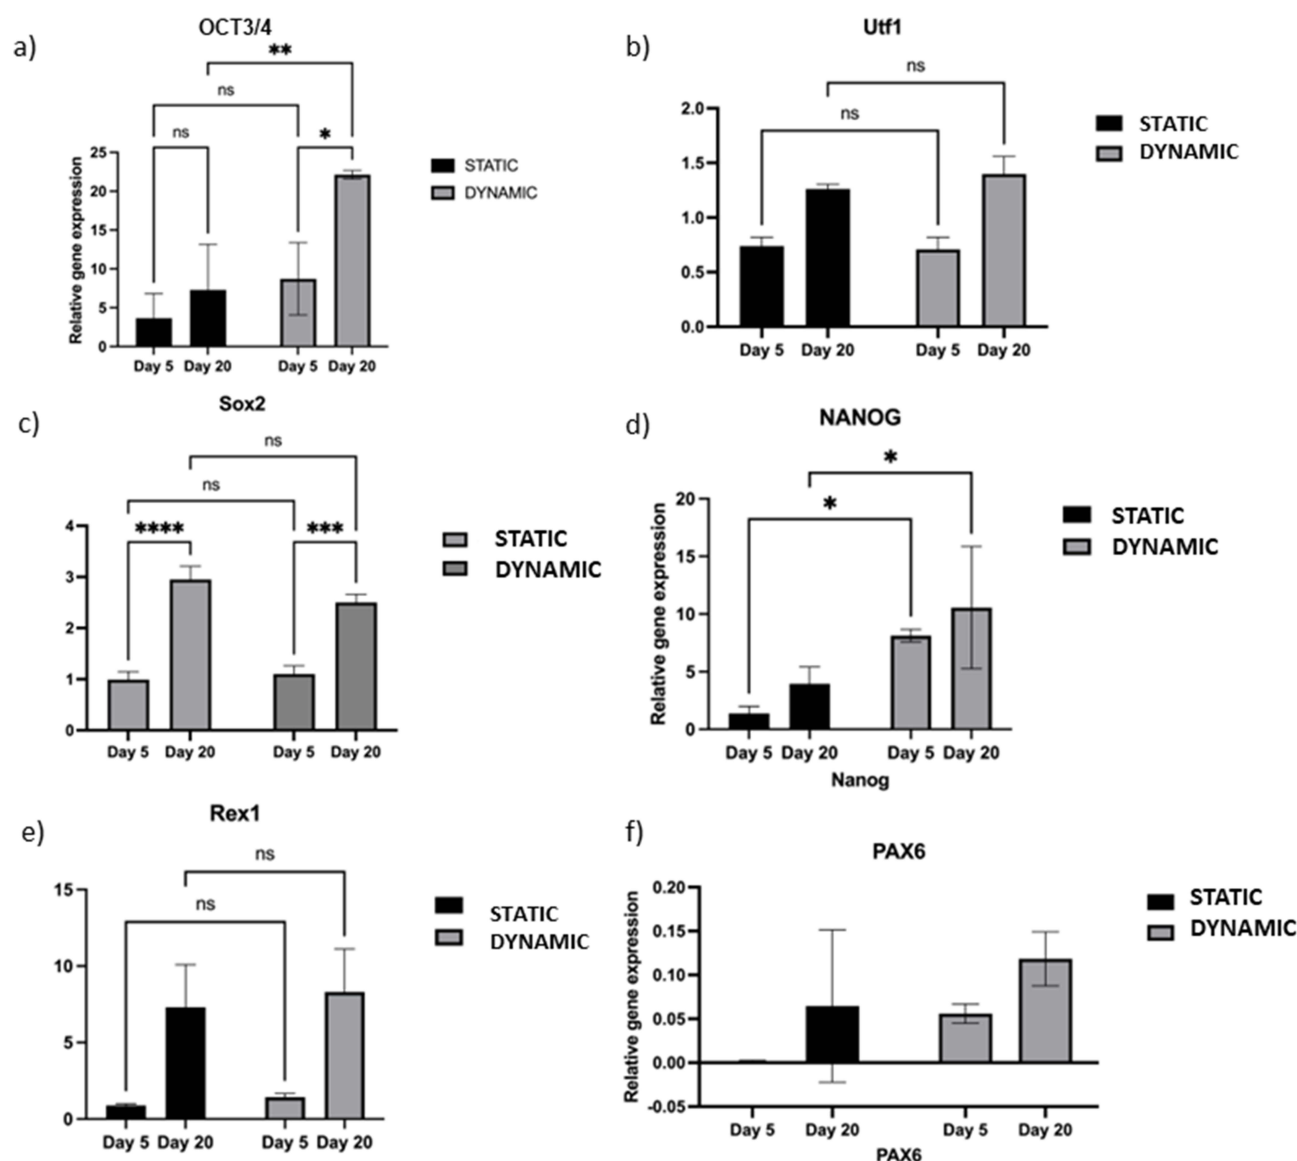 a)
OCT3/4
**
ns
ns
*
Relative gene expression
25
20
15
10
5
0
Day 5 Day 20 Day 5 Day 20
STATIC
DYNAMIC
b)
Utf1
ns
ns
2.0
1.5
1.0
0.5
0.0
Day 5 Day 20 Day 5 Day 20
STATIC
DYNAMIC
c)
Sox2
ns
ns
**** ***
4
3
2
1
0
Day 5 Day 20 Day 5 Day 20
STATIC
DYNAMIC
d)
NANOG
*
*
Relative gene expression
20
15
10
5
0
Day 5 Day 20 Day 5 Day 20
Nanog
STATIC
DYNAMIC
e)
Rex1
ns
ns
15
10
5
0
Day 5 Day 20 Day 5 Day 20
STATIC
DYNAMIC
f)
PAX6
Relative gene expression
0.20
0.15
0.10
0.05
0.00
-0.05
Day 5 Day 20 Day 5 Day 20
PAX6
STATIC
DYNAMIC